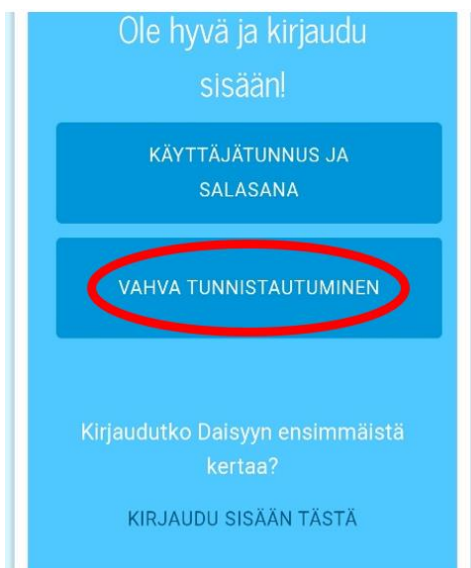 Ole hyvä ja kirjaudu
sisään!
KÄYTTÄJÄTUNNUS JA
SALASANA
VAHVA TUNNISTAUTUMINEN
Kirjaudutko Daisyyn ensimmäistä
kertaa?
KIRJAUDU SISÄÄN TÄSTÄ